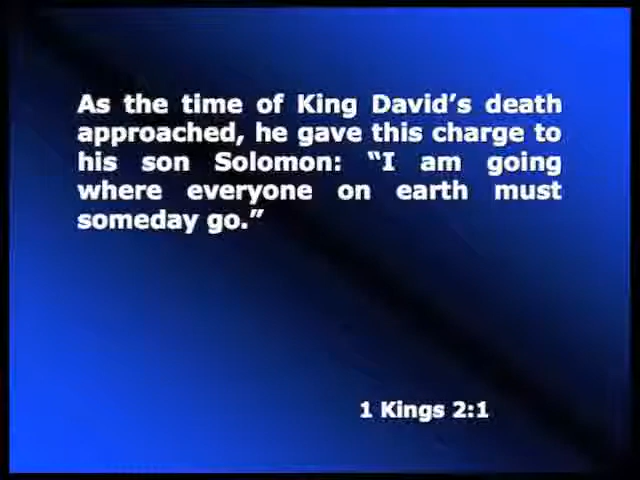 As the time of King David’s death
approached, he gave this charge to
his son Solomon: “I am going
where everyone on earth must
someday go.”
1 Kings 2:1